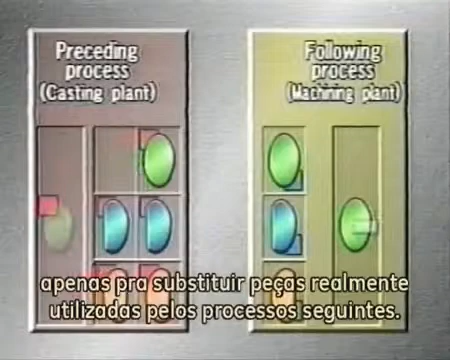 Preceding
process
(Casting plant)
Following
process
(Machining plant)
apenas pra substituir peças realmente
utilizadas pelos processos seguintes.